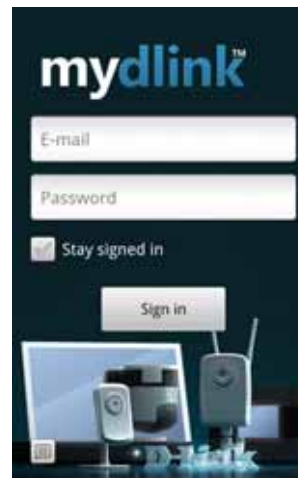 mydlink™
E-mail
Password
Stay signed in
Sign in
D-Link